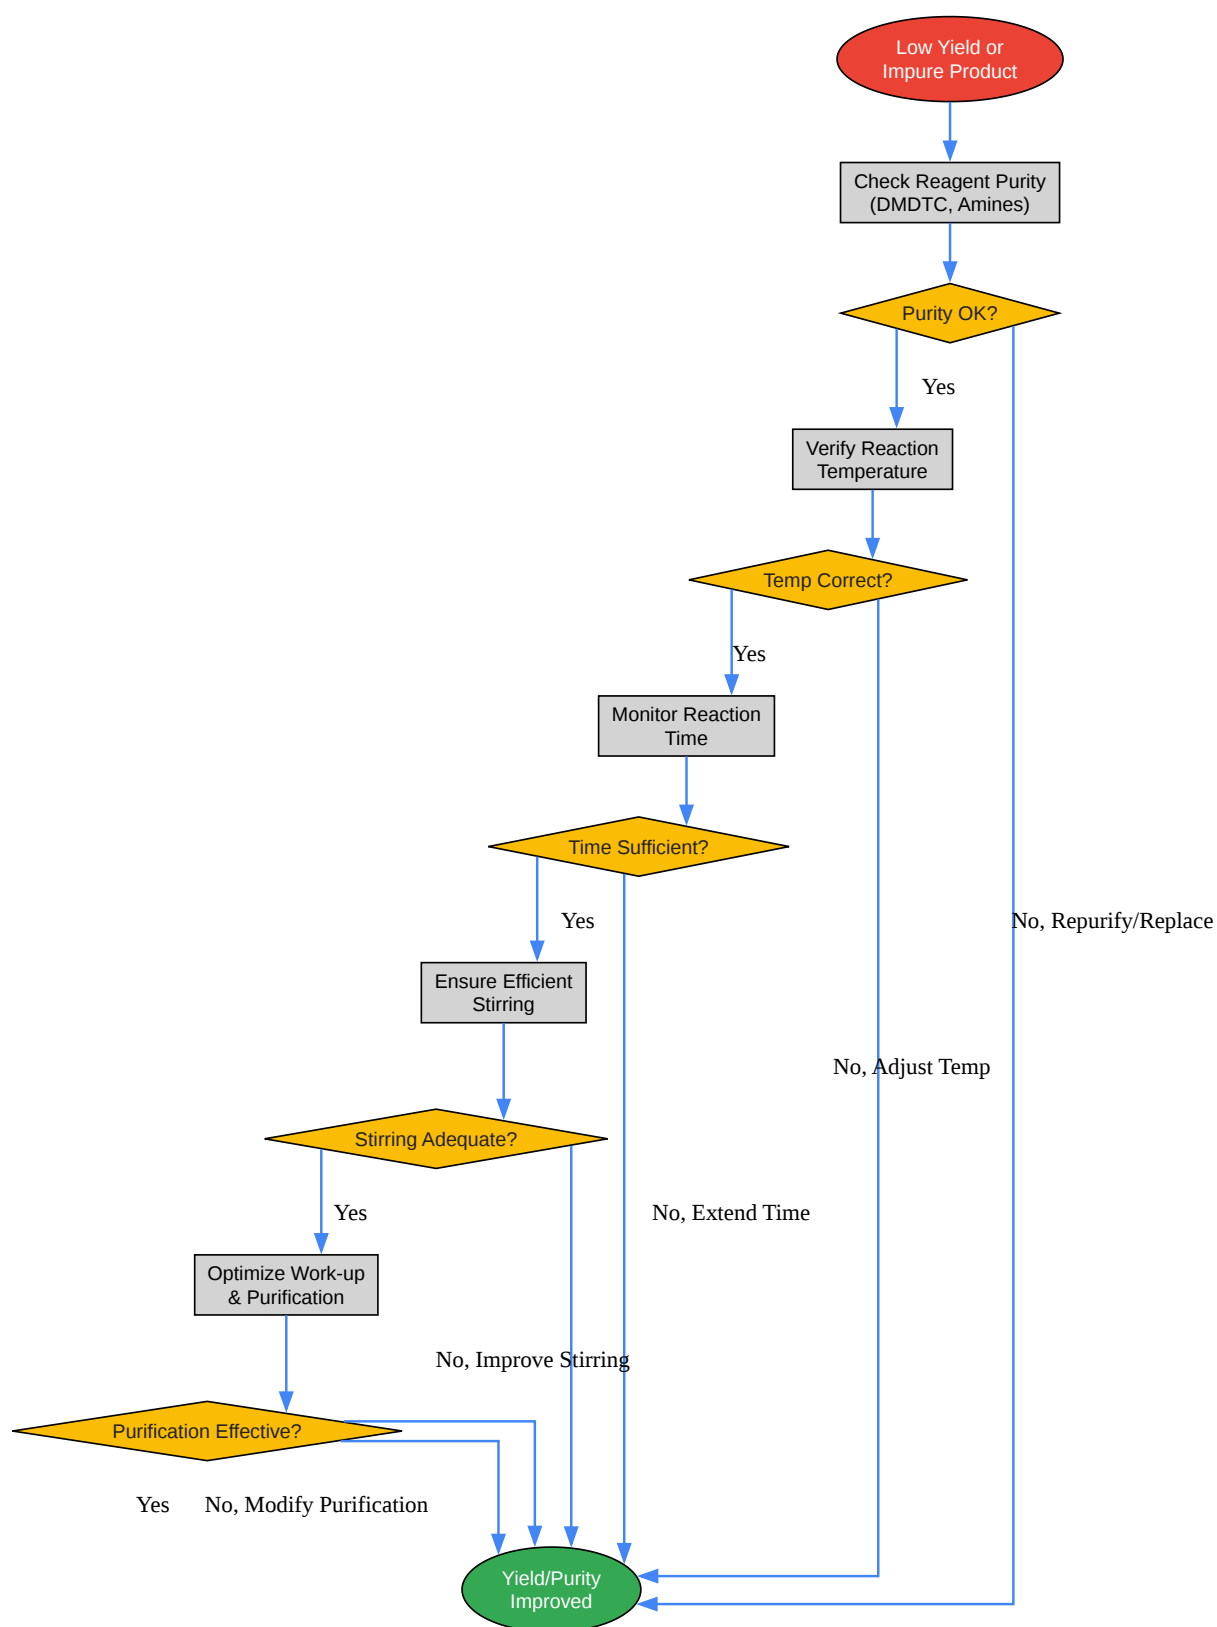 Low Yield or
Impure Product
Check Reagent Purity
(DMDTC, Amines)
Purity OK?
Yes
Verify Reaction
Temperature
Temp Correct?
Yes
Monitor Reaction
Time
Time Sufficient?
Yes
No, Repurify/Replace
Ensure Efficient
Stirring
No, Adjust Temp
Stirring Adequate?
Yes
No, Extend Time
Optimize Work-up
& Purification
No, Improve Stirring
Purification Effective?
Yes
No, Modify Purification
Yield/Purity
Improved